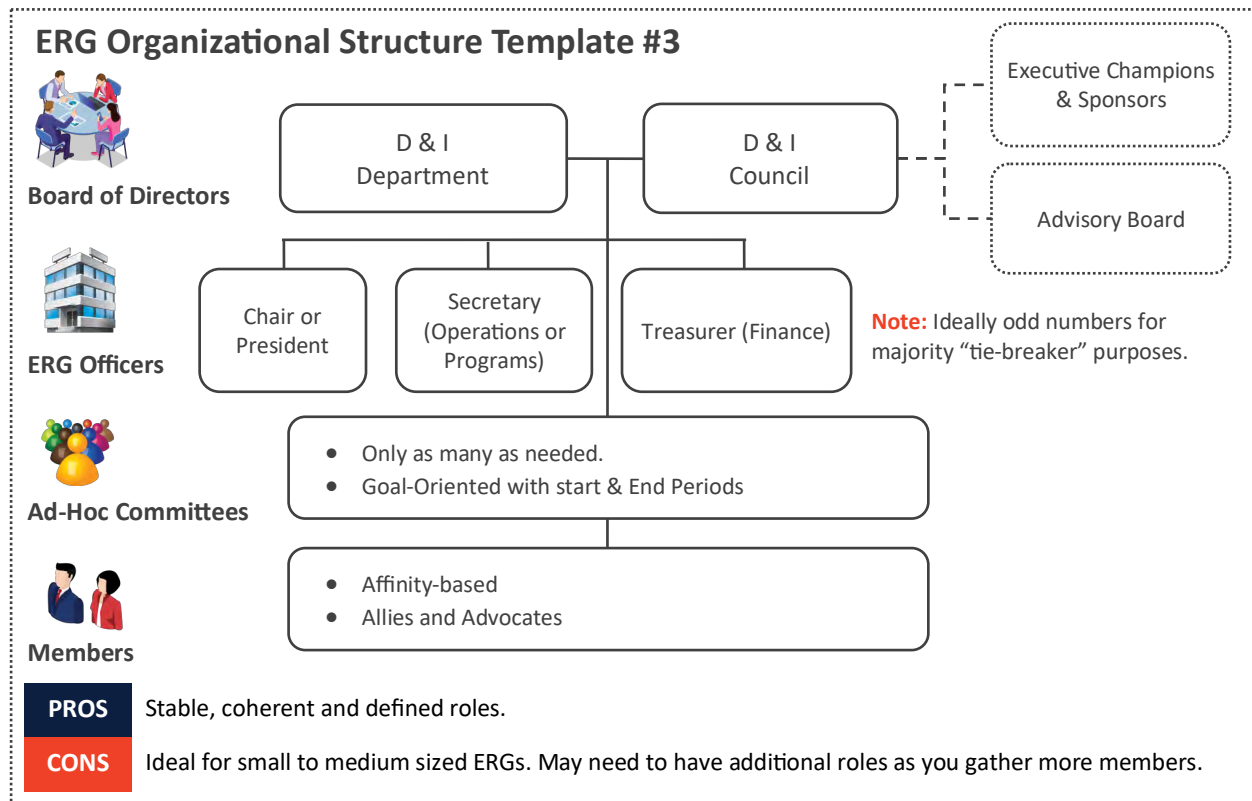 ERG Organizational Structure Template #3
Executive Champions
& Sponsors
D & I
Department
D & I
Council
Board of Directors
Advisory Board
Chair or
President
Secretary
(Operations or
Programs)
Treasurer (Finance)
Note: Ideally odd numbers for
majority “tie-breaker” purposes.
ERG Officers
• Only as many as needed.
• Goal-Oriented with start & End Periods
Ad-Hoc Committees
• Affinity-based
• Allies and Advocates
Members
PROS
Stable, coherent and defined roles.
CONS
Ideal for small to medium sized ERGs. May need to have additional roles as you gather more members.